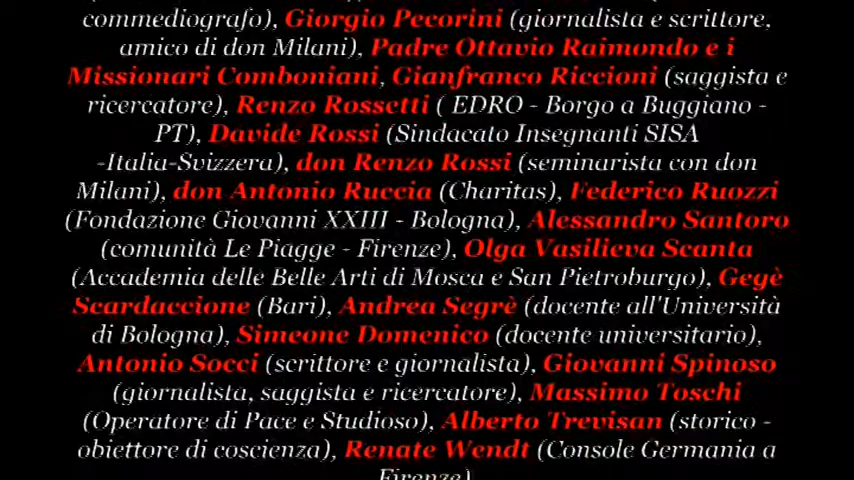 commediografo), Giorgio Pecorini (giornalista e scrittore,
amico di don Milani), Padre Ottavio Raimondo e i
Missionari Comboniani, Gianfranco Riccioni (saggista e
ricercatore), Renzo Rossetti ( EDRO - Borgo a Buggiano -
PT), Davide Rossi (Sindacato Insegnanti SISA
-Italia-Svizzera), don Renzo Rossi (seminarista con don
Milani), don Antonio Ruccia (Charitas), Federico Ruozzi
(Fondazione Giovanni XXIII - Bologna), Alessandro Santoro
(comunità Le Piagge - Firenze), Olga Vasilieva Scanta
(Accademia delle Belle Arti di Mosca e San Pietroburgo), Gegè
Scardaccione (Bari), Andrea Segrè (docente all'Università
di Bologna), Simeone Domenico (docente universitario),
Antonio Socci (scrittore e giornalista), Giovanni Spinoso
(giornalista, saggista e ricercatore), Massimo Toschi
(Operatore di Pace e Studioso), Alberto Trevisan (storico -
obiettore di coscienza), Renate Wendt (Console Germania a
Firenze)